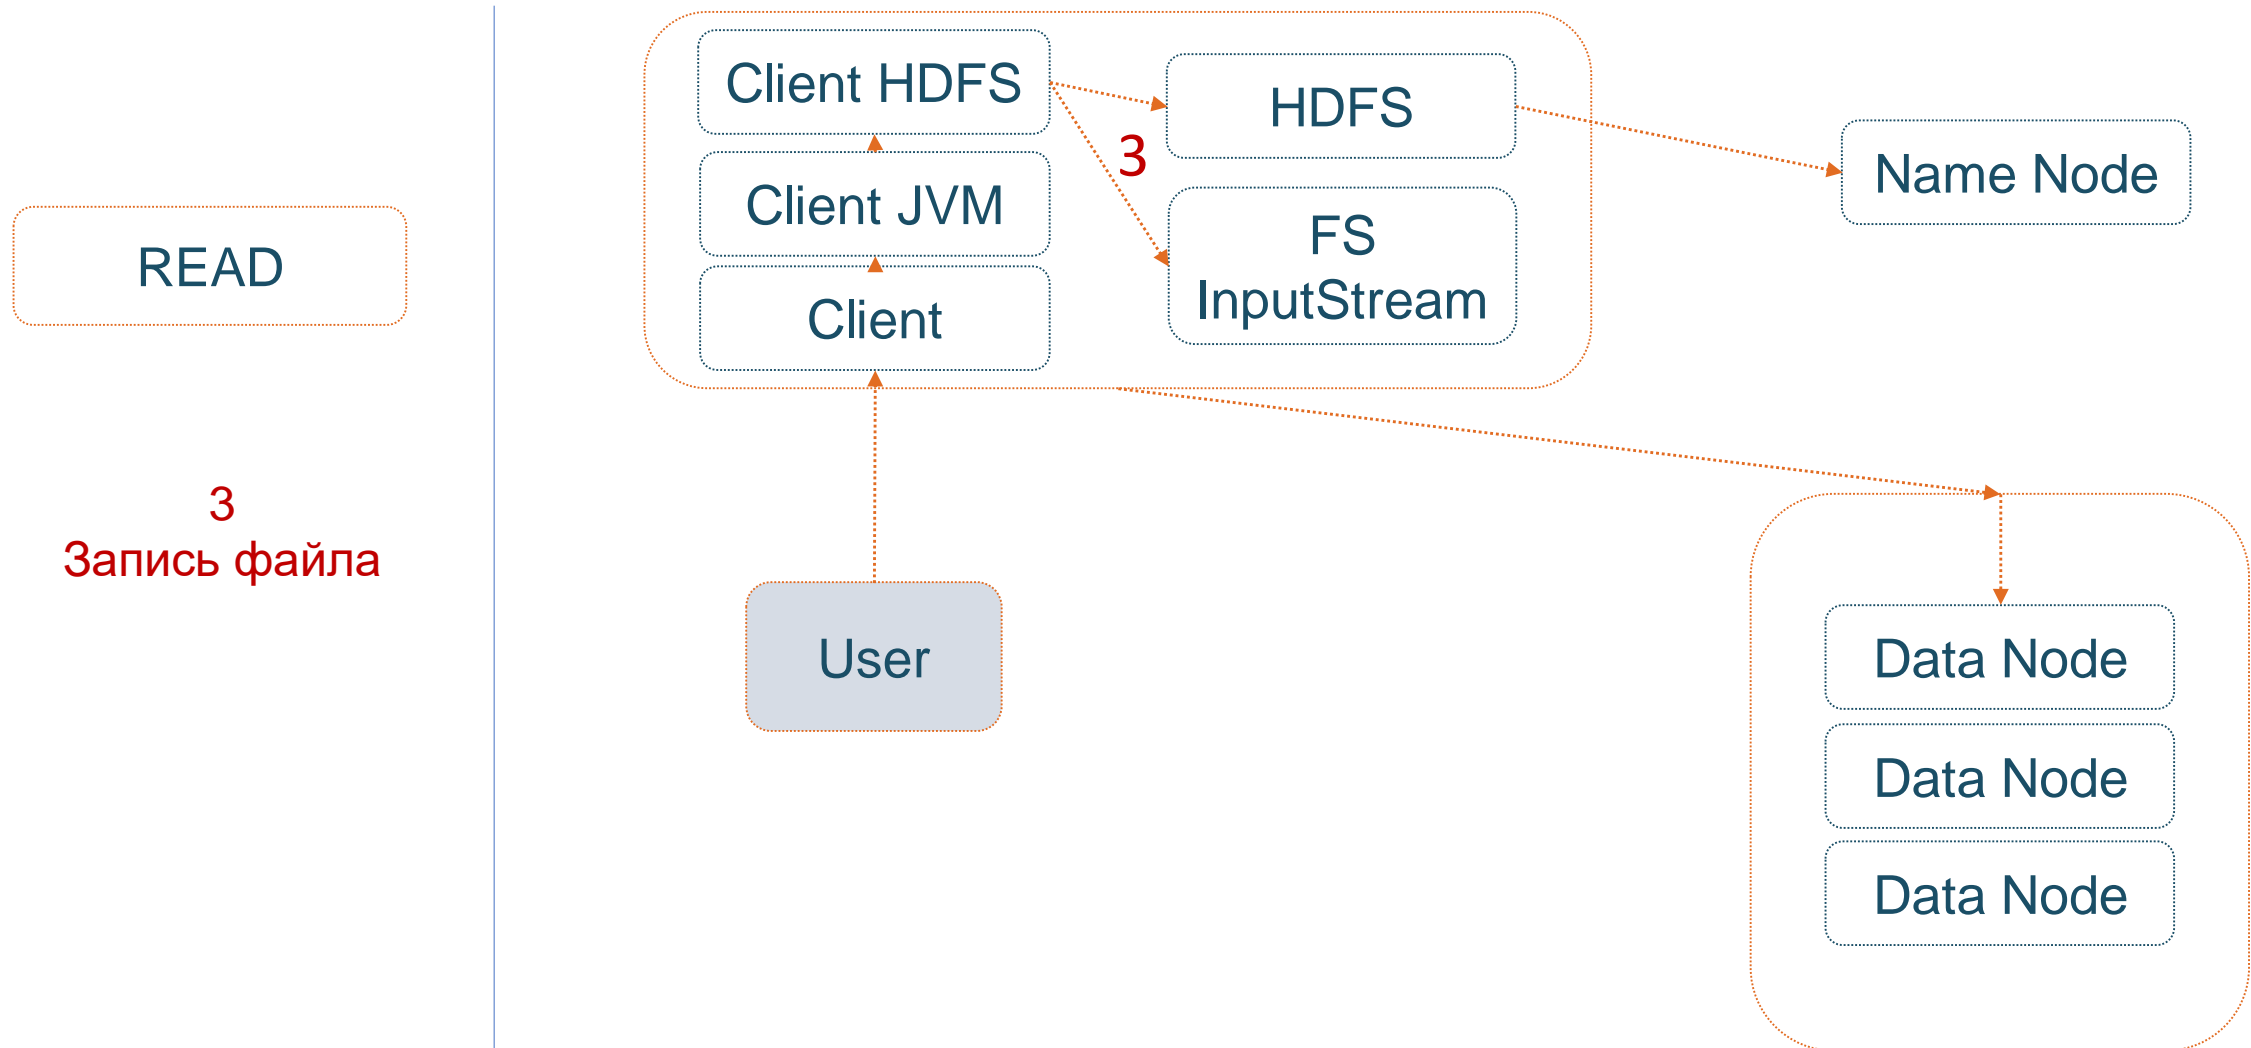 READ
3
Запись файла
Client HDFS
Client JVM
Client
3
HDFS
FS
InputStream
Name Node
User
Data Node
Data Node
Data Node